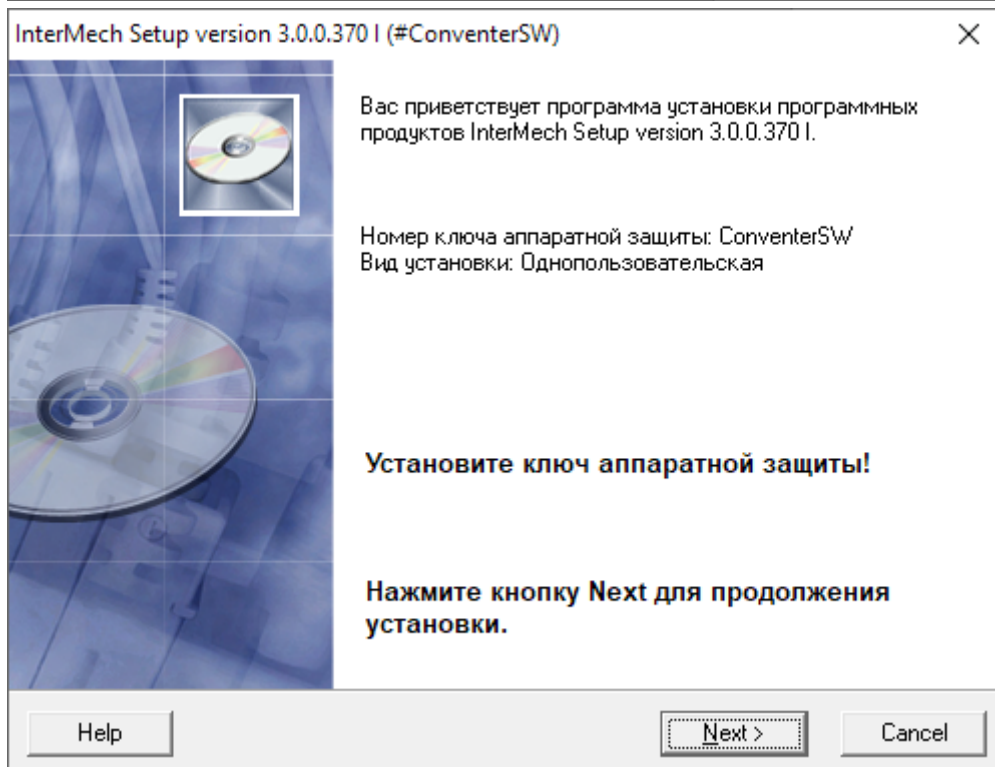 InterMech Setup version 3.0.0.370 I (#ConventerSW)
Вас приветствует программа установки программных
продуктов InterMech Setup version 3.0.0.370 I.
Номер ключа аппаратной защиты: ConventerSW
Вид установки: Однопользовательская
Установите ключ аппаратной защиты!
Нажмите кнопку Next для продолжения
установки.
Help
Next >
Cancel